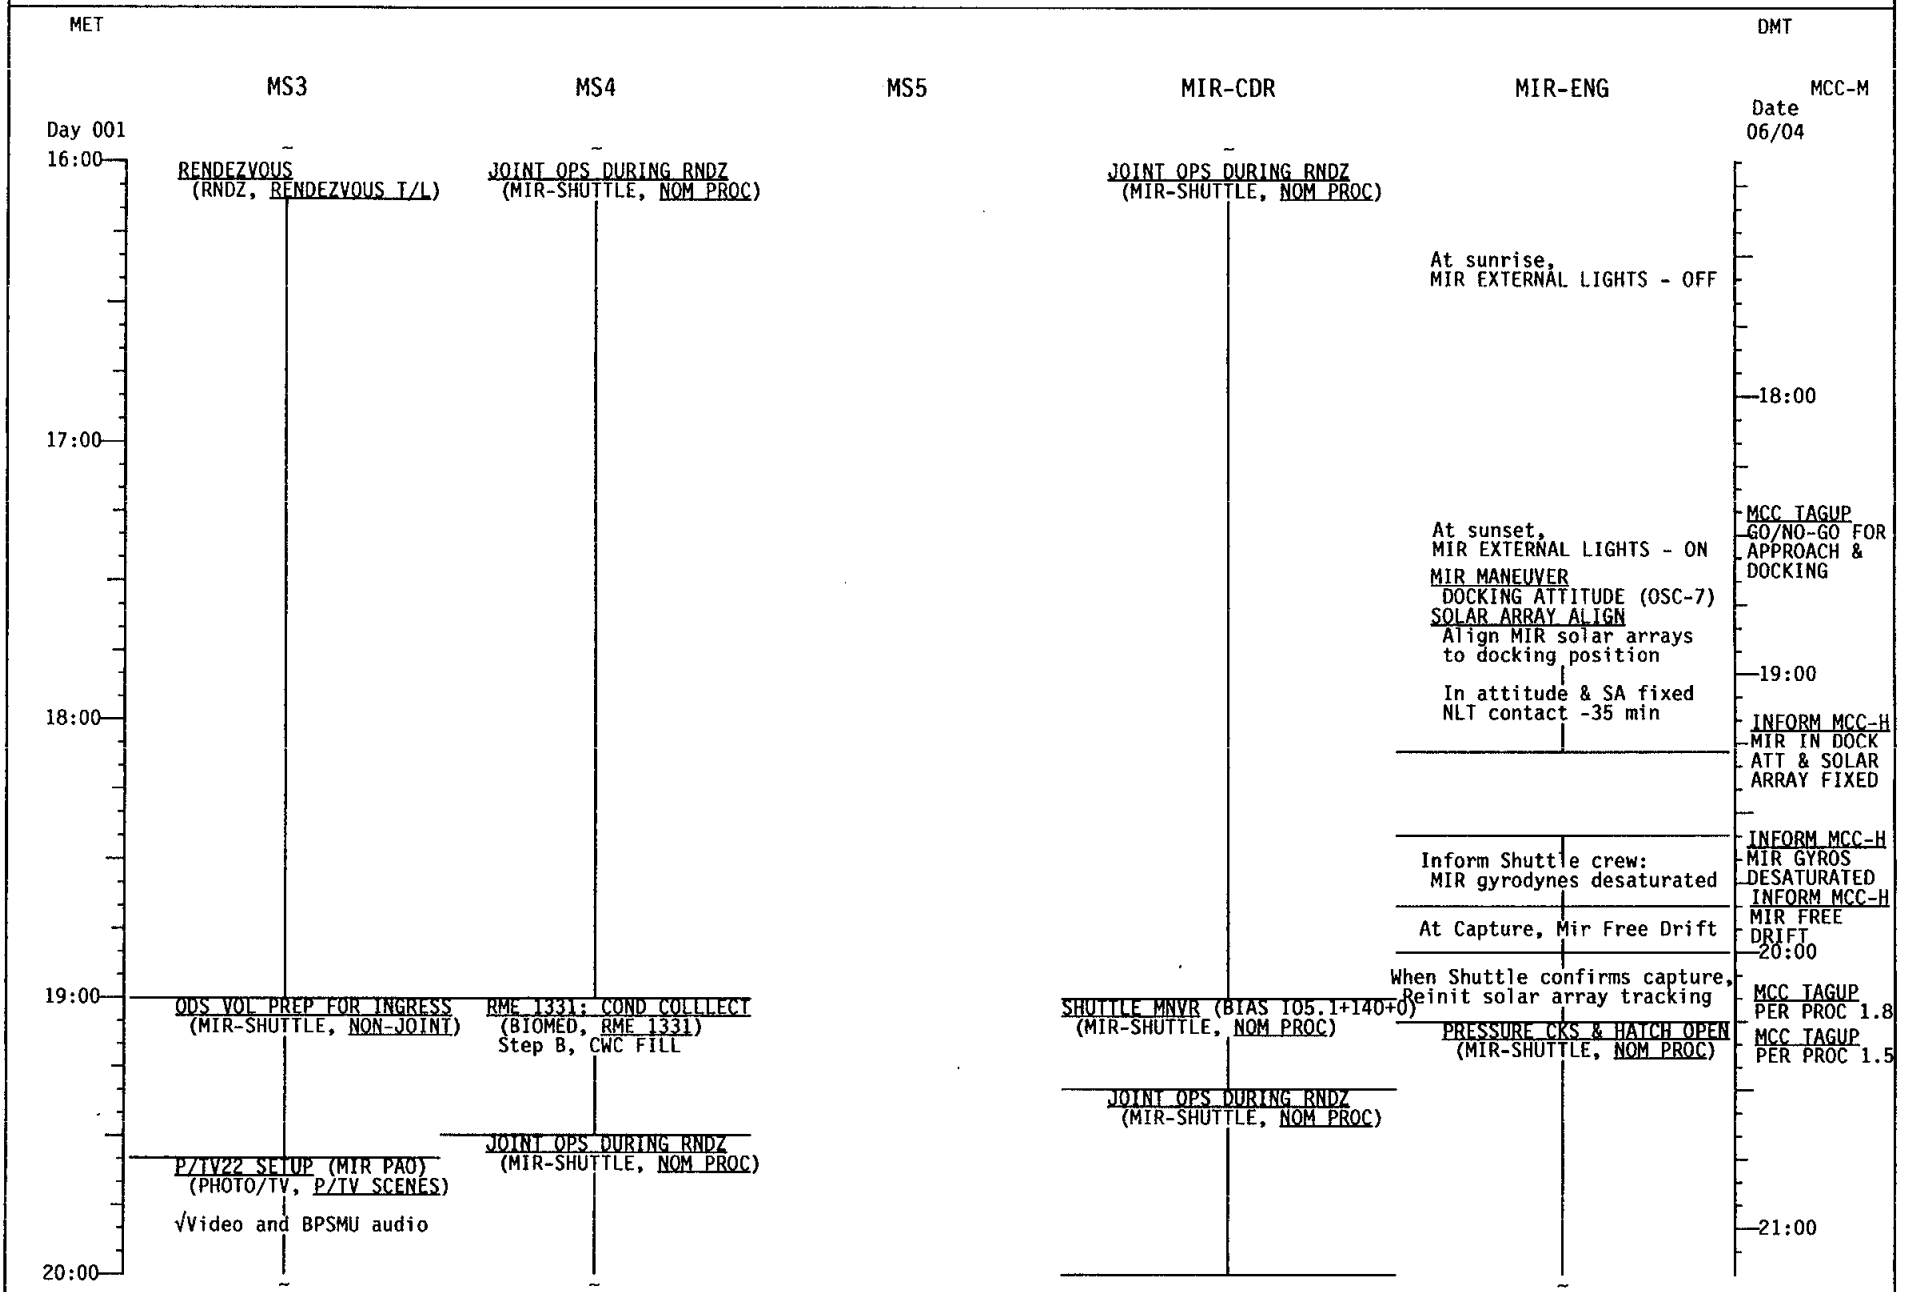 MET
DMT
MS3
MS4
MS5
MIR-CDR
MIR-ENG
MCC-M
Day 001
Date
06/04
16:00
17:00
18:00
19:00
20:00
~
RENDEZVOUS
(RNDZ, RENDEZVOUS T/L)
ODS VOL PREP FOR INGRESS
(MIR-SHUTTLE, NON-JOINT)
P/TV22 SETUP (MIR PAO)
(PHOTO/TV, P/TV SCENES)
√Video and BPSMU audio
~
~
JOINT OPS DURING RNDZ
(MIR-SHUTTLE, NOM PROC)
RME 1331: COND COLLLECT
(BIOMED, RME 1331)
Step B, CWC FILL
JOINT OPS DURING RNDZ
(MIR-SHUTTLE, NOM PROC)
~
~
JOINT OPS DURING RNDZ
(MIR-SHUTTLE, NOM PROC)
SHUTTLE MNVR (BIAS 105.1+140+0)
(MIR-SHUTTLE, NOM PROC)
JOINT OPS DURING RNDZ
(MIR-SHUTTLE, NOM PROC)
At sunrise,
MIR EXTERNAL LIGHTS - OFF
At sunset,
MIR EXTERNAL LIGHTS - ON
MIR MANEUVER
DOCKING ATTITUDE (OSC-7)
SOLAR ARRAY ALIGN
Align MIR solar arrays
to docking position
In attitude & SA fixed
NLT contact -35 min
Inform Shuttle crew:
MIR gyrodynes desaturated
At Capture, Mir Free Drift
When Shuttle confirms capture,
Reinit solar array tracking
PRESSURE CKS & HATCH OPEN
(MIR-SHUTTLE, NOM PROC)
~
18:00
MCC TAGUP
GO/NO-GO FOR
APPROACH &
DOCKING
19:00
INFORM MCC-H
MIR IN DOCK
ATT & SOLAR
ARRAY FIXED
INFORM MCC-H
MIR GYROS
DESATURATED
INFORM MCC-H
MIR FREE
DRIFT
20:00
MCC TAGUP
PER PROC 1.8
MCC TAGUP
PER PROC 1.5
21:00